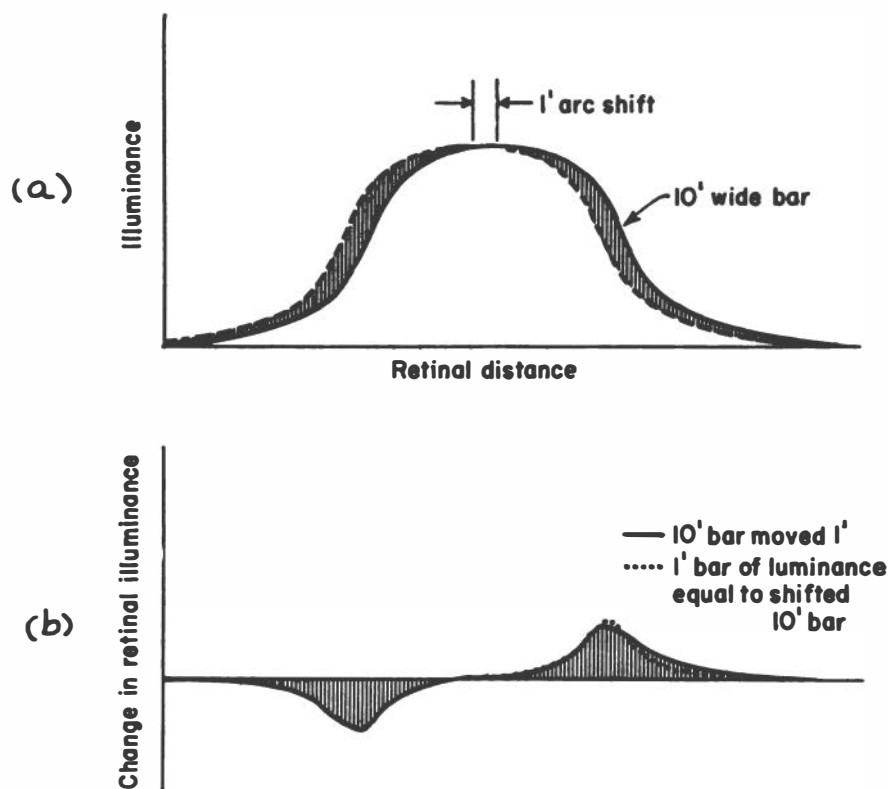 (a)
Illuminance
1' arc shift
10' wide bar
Retinal distance
(b)
Change in retinal illuminance
10' bar moved 1'
1' bar of luminance
equal to shifted
10' bar